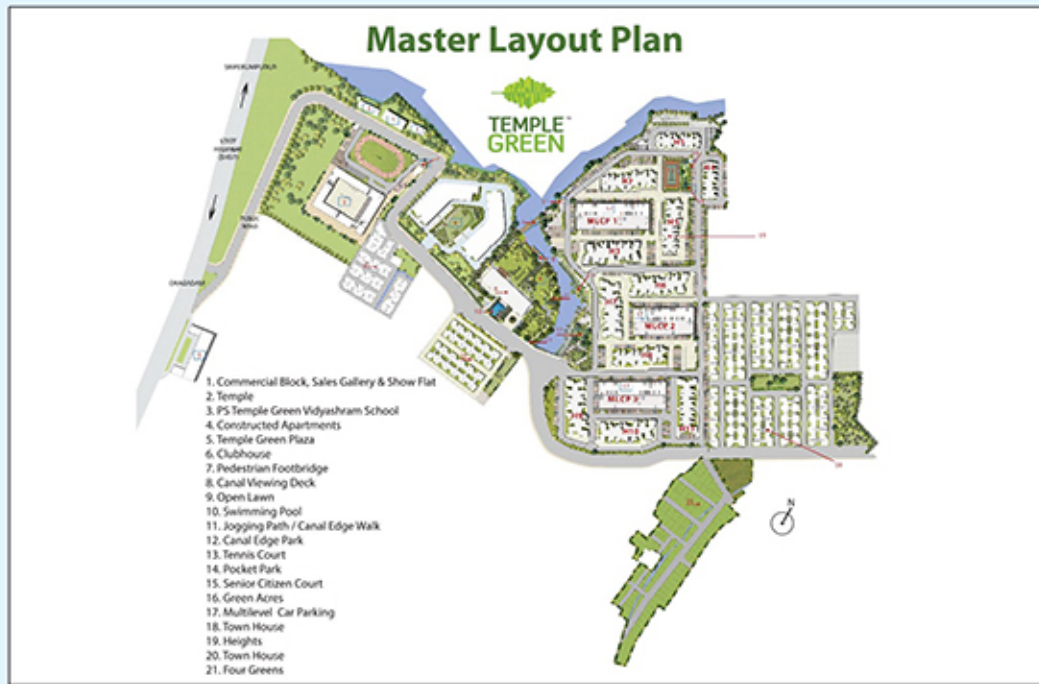 Master Layout Plan
TEMPLE™
GREEN
MLCP 1
MLCP 2
MLCP 3
N
1. Commercial Block, Sales Gallery & Show Flat
2. Temple
3. PS Temple Green Vidyashram School
4. Constructed Apartments
5. Temple Green Plaza
6. Clubhouse
7. Pedestrian Footbridge
8. Canal Viewing Deck
9. Open Lawn
10. Swimming Pool
11. Jogging Path / Canal Edge Walk
12. Canal Edge Park
13. Tennis Court
14. Pocket Park
15. Senior Citizen Court
16. Green Acres
17. Multilevel Car Parking
18. Town House
19. Heights
20. Town House
21. Four Greens